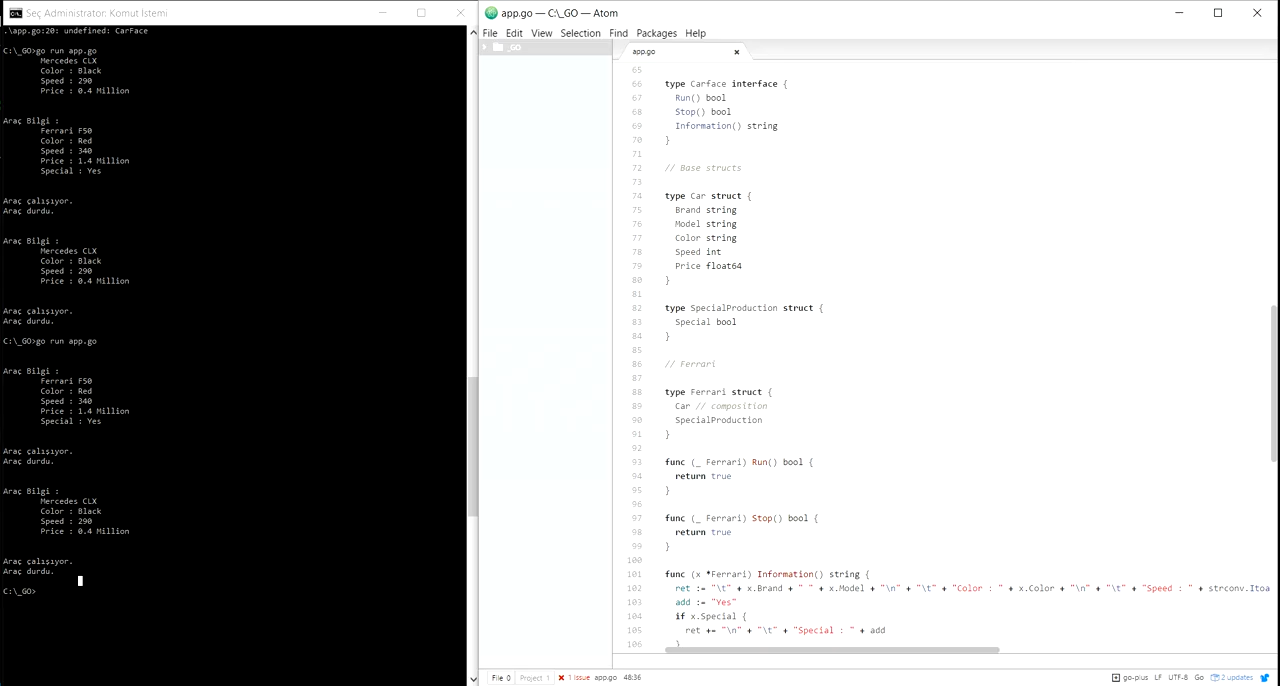 Seç Administrator: Komut İstemi
.\app.go:20: undefined: CarFace
C:\_GO>go run app.go
Mercedes CLX
Color : Black
Speed : 290
Price : 0.4 Million
Araç Bilgi :
Ferrari F50
Color : Red
Speed : 340
Price : 1.4 Million
Special : Yes
Araç çalışıyor.
Araç durdu.
Araç Bilgi :
Mercedes CLX
Color : Black
Speed : 290
Price : 0.4 Million
Araç çalışıyor.
Araç durdu.
C:\_GO>go run app.go
Araç Bilgi :
Ferrari F50
Color : Red
Speed : 340
Price : 1.4 Million
Special : Yes
Araç çalışıyor.
Araç durdu.
Araç Bilgi :
Mercedes CLX
Color : Black
Speed : 290
Price : 0.4 Million
Araç çalışıyor.
Araç durdu.
C:\_GO>
app.go — C:\_GO — Atom
File Edit View Selection Find Packages Help
_GO
app.go
65
66 type Carface interface {
67 Run() bool
68 Stop() bool
69 Information() string
70 }
71
72 // Base structs
73
74 type Car struct {
75 Brand string
76 Model string
77 Color string
78 Speed int
79 Price float64
80 }
81
82 type SpecialProduction struct {
83 Special bool
84 }
85
86 // Ferrari
87
88 type Ferrari struct {
89 Car // composition
90 SpecialProduction
91 }
92
93 func (_ Ferrari) Run() bool {
94 return true
95 }
96
97 func (_ Ferrari) Stop() bool {
98 return true
99 }
100
101 func (x *Ferrari) Information() string {
102 ret := "\t" + x.Brand + " " + x.Model + "\n" + "\t" + "Color : " + x.Color + "\n" + "\t" + "Speed : " + strconv.Itoa
103 add := "Yes"
104 if x.Special {
105 ret += "\n" + "\t" + "Special : " + add
106 }
File 0 Project 1 1 Issue app.go 48:36 go-plus LF UTF-8 Go 2 updates